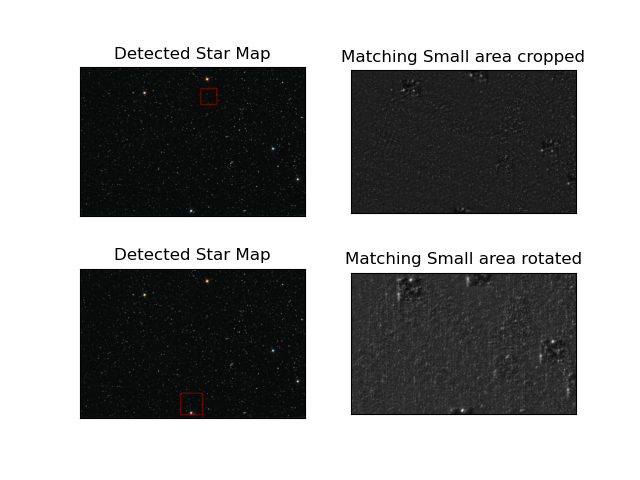 Detected Star Map
Matching Small area cropped
Detected Star Map
Matching Small area rotated